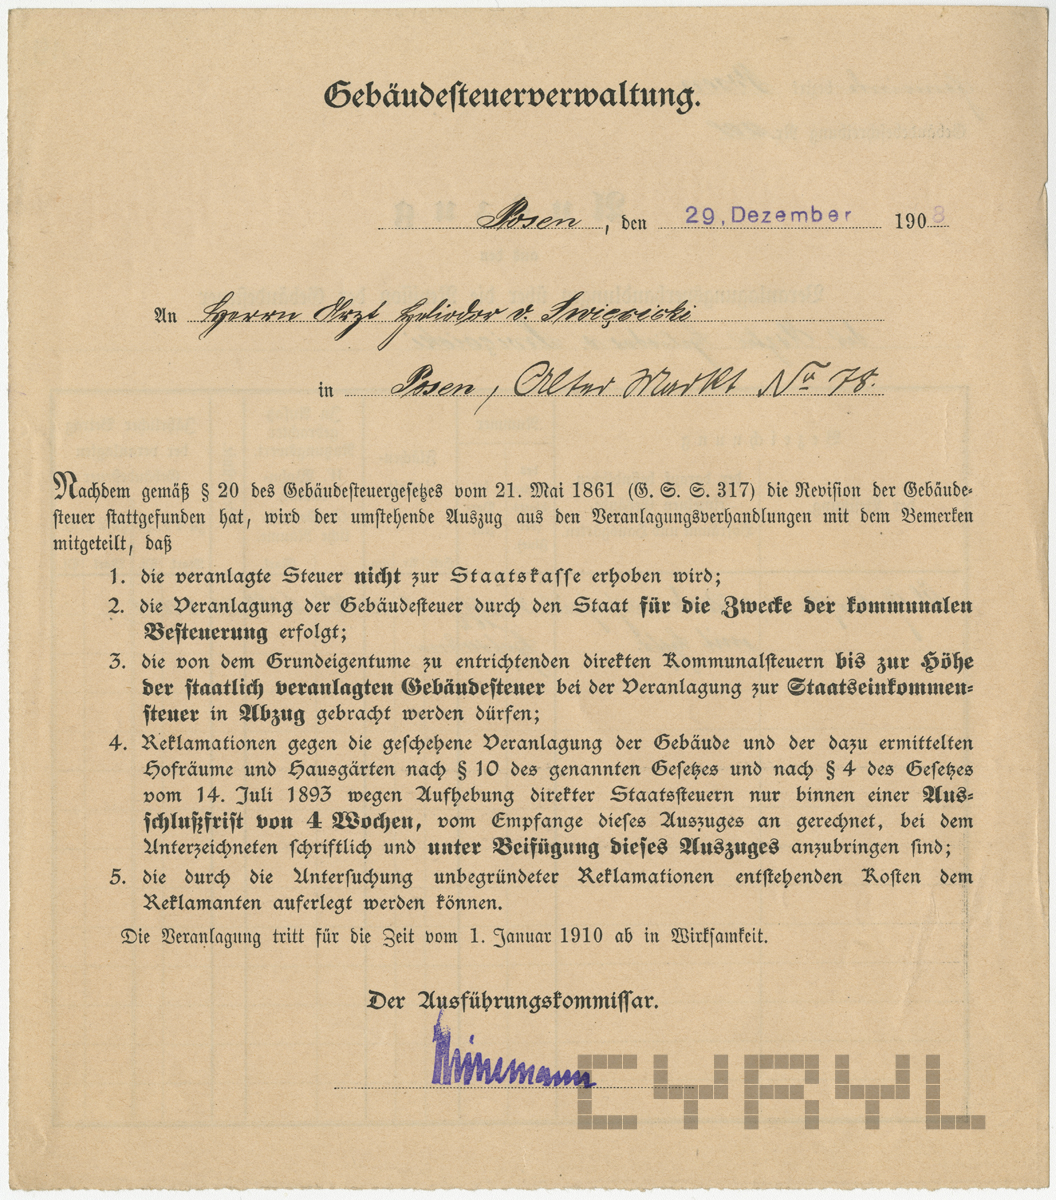 Gebäudesteuerverwaltung.
Posen, den 29. Dezember 1908
An Herrn Arzt Heliodor v. Święcicki
in Posen, Alter Markt No 78.
Nachdem gemäß § 20 des Gebäudesteuergesetzes vom 21. Mai 1861 (G. S. S. 317) die Revision der Gebäude-
steuer stattgefunden hat, wird der umstehende Auszug aus den Veranlagungsverhandlungen mit dem Bemerken
mitgeteilt, daß
1. die veranlagte Steuer nicht zur Staatskasse erhoben wird;
2. die Veranlagung der Gebäudesteuer durch den Staat für die Zwecke der kommunalen
Besteuerung erfolgt;
3. die von dem Grundeigentume zu entrichtenden direkten Kommunalsteuern bis zur Höhe
der staatlich veranlagten Gebäudesteuer bei der Veranlagung zur Staatseinkommen-
steuer in Abzug gebracht werden dürfen;
4. Reklamationen gegen die geschehene Veranlagung der Gebäude und der dazu ermittelten
Hofräume und Hausgärten nach § 10 des genannten Gesetzes und nach § 4 des Gesetzes
vom 14. Juli 1893 wegen Aufhebung direkter Staatssteuern nur binnen einer Aus-
schlußfrist von 4 Wochen, vom Empfange dieses Auszuges an gerechnet, bei dem
Unterzeichneten schriftlich und unter Beifügung dieses Auszuges anzubringen sind;
5. die durch die Untersuchung unbegründeter Reklamationen entstehenden Kosten dem
Reklamanten auferlegt werden können.
Die Veranlagung tritt für die Zeit vom 1. Januar 1910 ab in Wirksamkeit.
Der Ausführungskommissar.
CYRYL